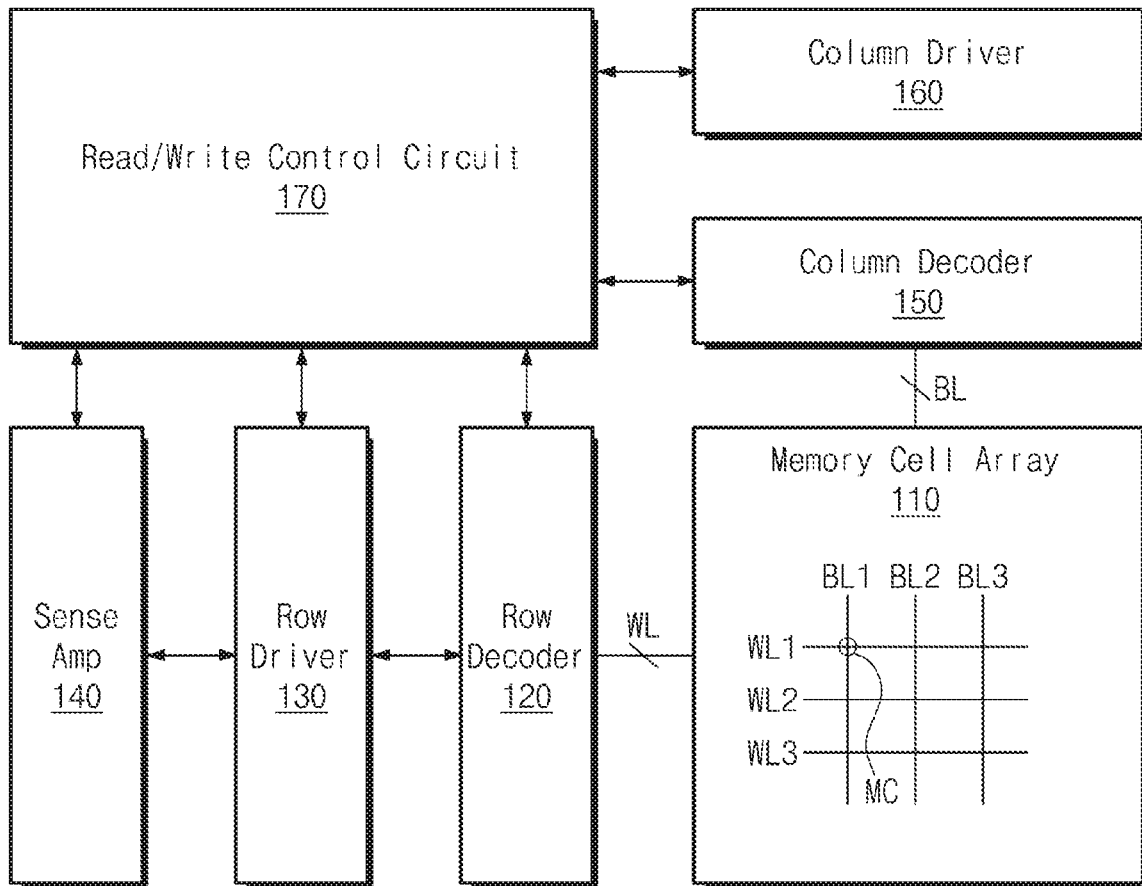 Read/Write Control Circuit
170
Column Driver
160
Column Decoder
150
BL
Sense
Amp
140
Row
Driver
130
Row
Decoder
120
WL
Memory Cell Array
110
BL1 BL2 BL3
WL1
WL2
WL3
MC